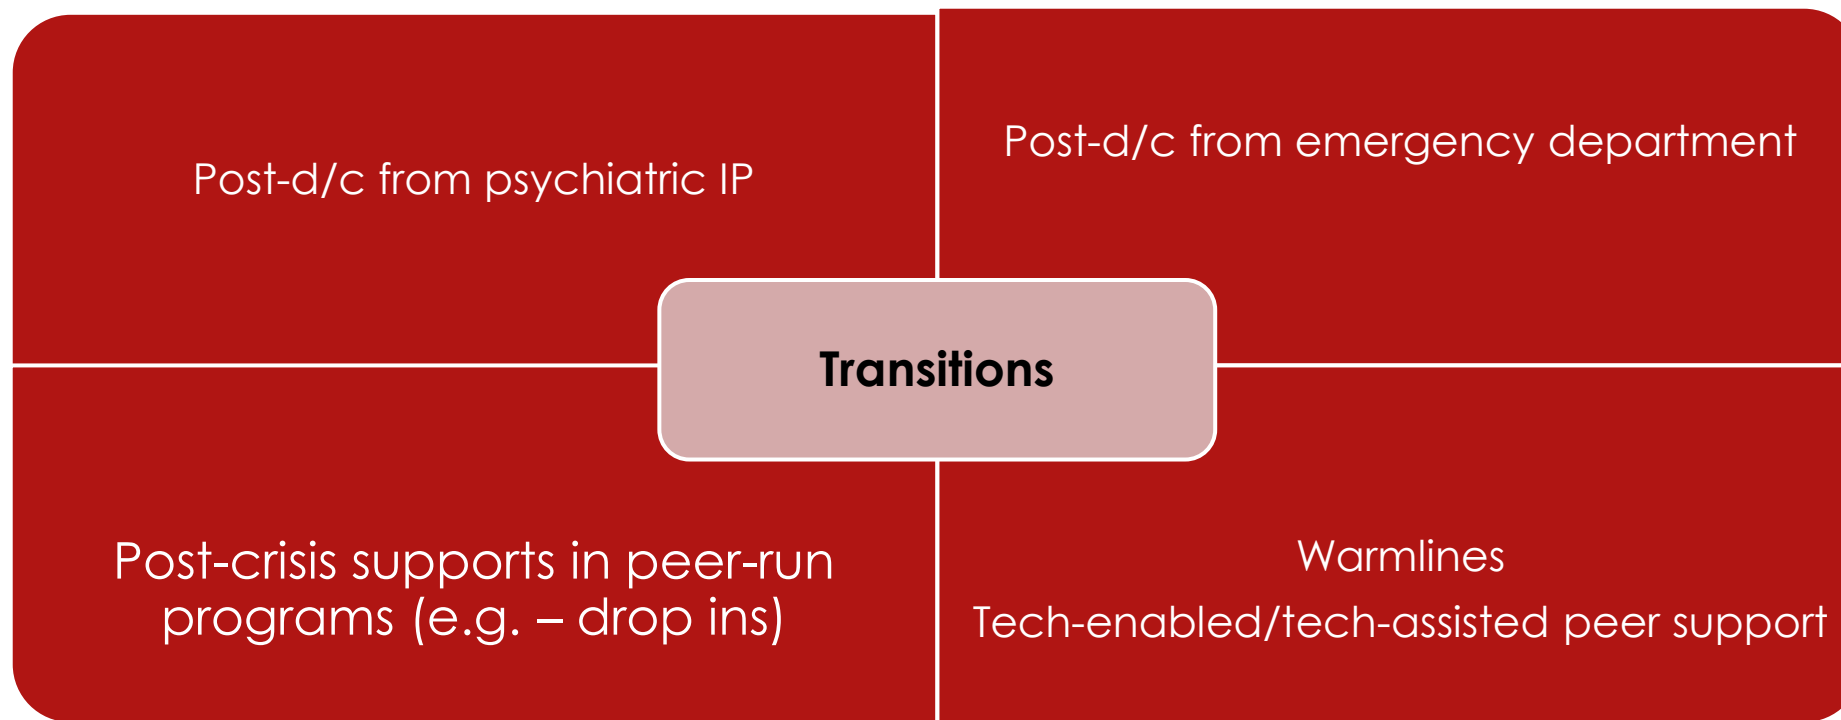 Post-d/c from psychiatric IP
Post-d/c from emergency department
Transitions
Post-crisis supports in peer-run
programs (e.g. – drop ins)
Warmlines
Tech-enabled/tech-assisted peer support